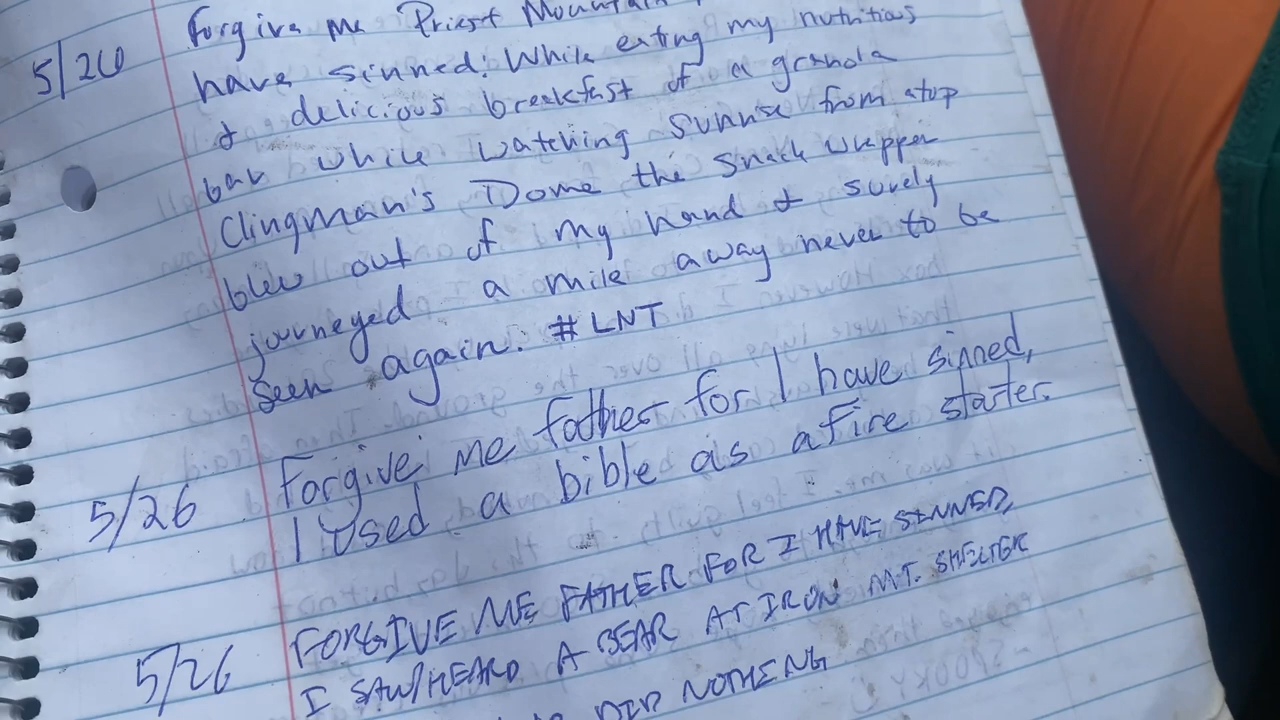 5/26 Forgive me Priest Mountain
have sinned! While eating my nutritious
& delicious breakfast of a granola
bar while watching sunrise from atop
Clingman's Dome the snack wrapper
blew out of my hand & surely
journeyed a mile away never to be
seen again. #LNT
5/26 Forgive me father for I have sinned,
I used a bible as a fire starter.
5/26 FORGIVE ME FATHER FOR I HAVE SINNED,
I SAW/HEARD A BEAR AT IRON MT. SHELTER
DID NOTHING